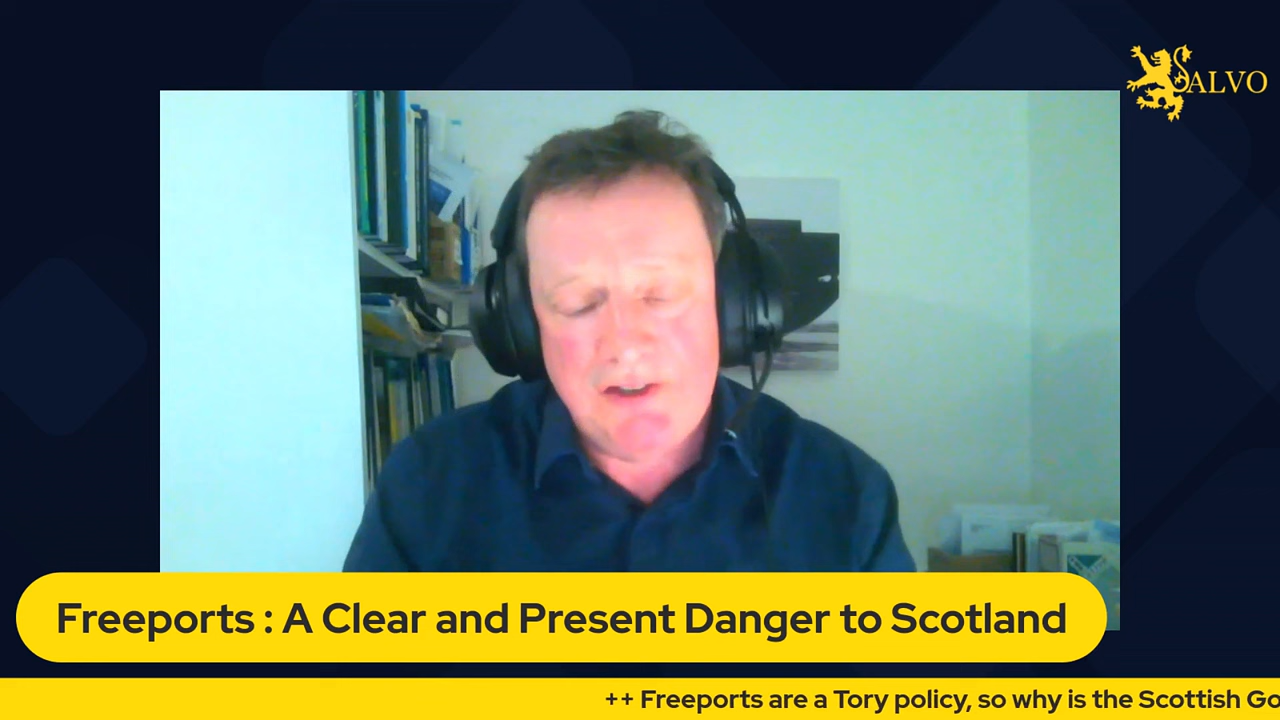 SALVO
Freeports : A Clear and Present Danger to Scotland
++ Freeports are a Tory policy, so why is the Scottish Go